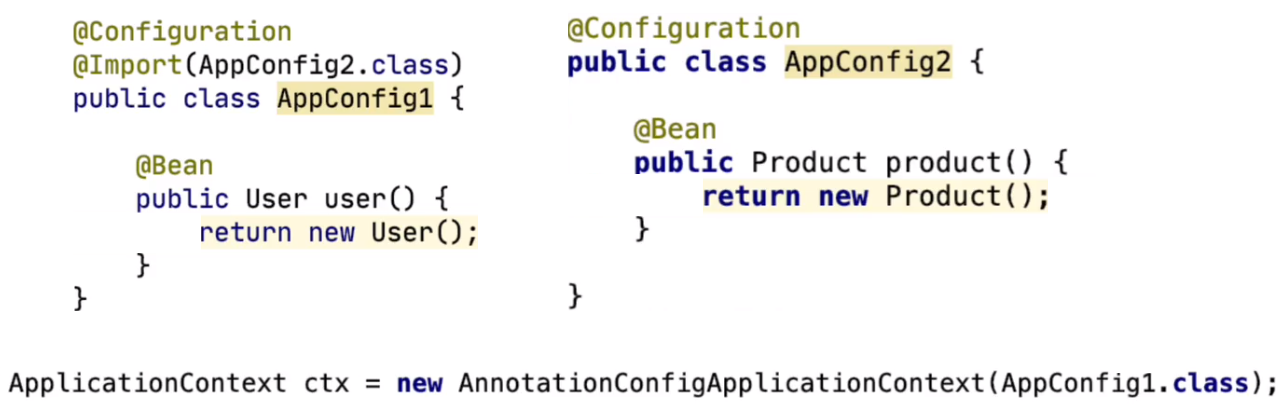 @Configuration
@Import(AppConfig2.class)
public class AppConfig1 {
@Bean
public User user() {
return new User();
}
}
@Configuration
public class AppConfig2 {
@Bean
public Product product() {
return new Product();
}
}
ApplicationContext ctx = new AnnotationConfigApplicationContext(AppConfig1.class);